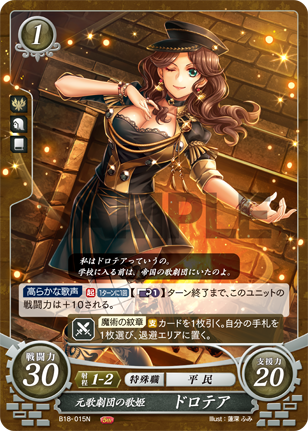 1
SAMPLE
私はドロテアっていうの。
学校に入る前は、帝国の歌劇団にいたのよ。
高らかな歌声 起 1ターンに1回 1 ターン終了まで、このユニットの
戦闘力は+10される。
魔術の紋章 支 カードを1枚引く。自分の手札を
1枚選び、退避エリアに置く。
戦闘力
30
射程 1-2
特殊職
平民
支援力
20
元歌劇団の歌姫 ドロテア
B18-015N
Illust:蓮深ふみ